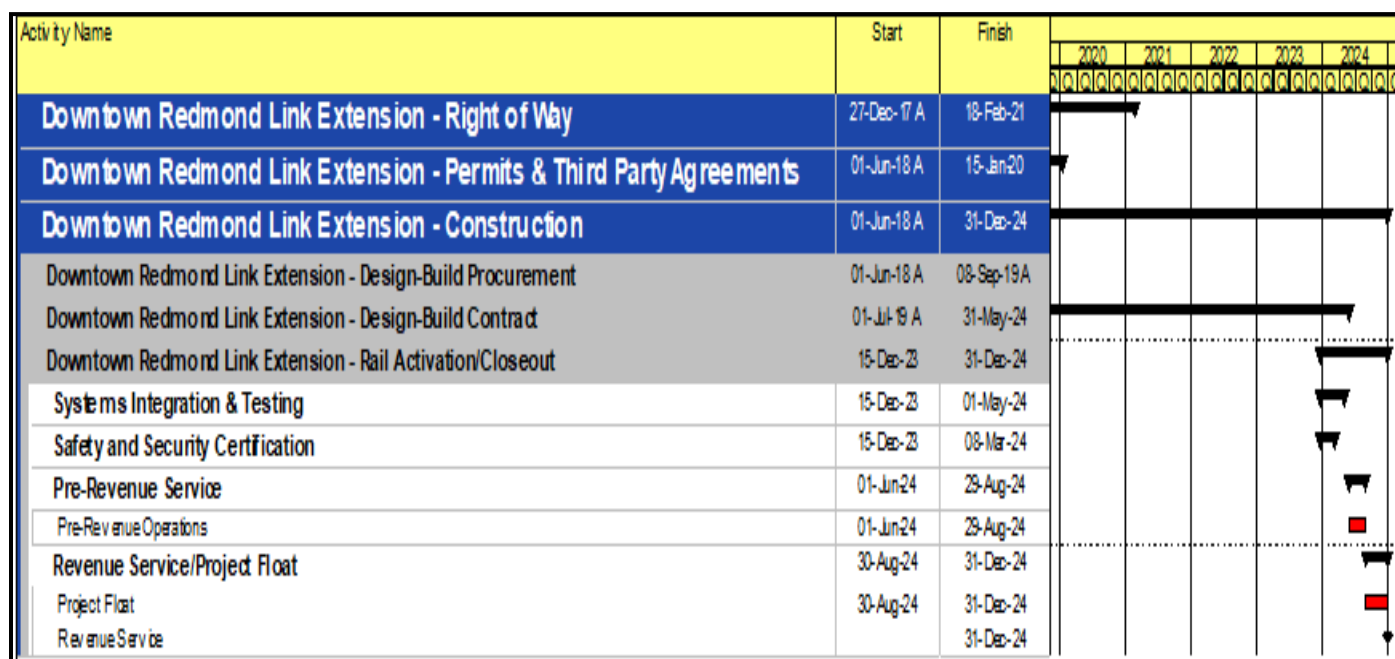 Activity Name Start Finish
2020 2021 2022 2023 2024
Q Q Q Q Q Q Q Q Q Q Q Q Q Q Q Q Q Q Q Q Q
Downtown Redmond Link Extension - Right of Way 27-Dec-17 A 18-Feb-21
Downtown Redmond Link Extension - Permits & Third Party Agreements 01-Jun-18 A 15-Jan-20
Downtown Redmond Link Extension - Construction 01-Jun-18 A 31-Dec-24
Downtown Redmond Link Extension - Design-Build Procurement 01-Jun-18 A 08-Sep-19 A
Downtown Redmond Link Extension - Design-Build Contract 01-Jul-19 A 31-May-24
Downtown Redmond Link Extension - Rail Activation/Closeout 15-Dec-23 31-Dec-24
Systems Integration & Testing 15-Dec-23 01-May-24
Safety and Security Certification 15-Dec-23 08-Mar-24
Pre-Revenue Service 01-Jun-24 29-Aug-24
Pre-Revenue Operations 01-Jun-24 29-Aug-24
Revenue Service/Project Float 30-Aug-24 31-Dec-24
Project Float 30-Aug-24 31-Dec-24
Revenue Service 31-Dec-24